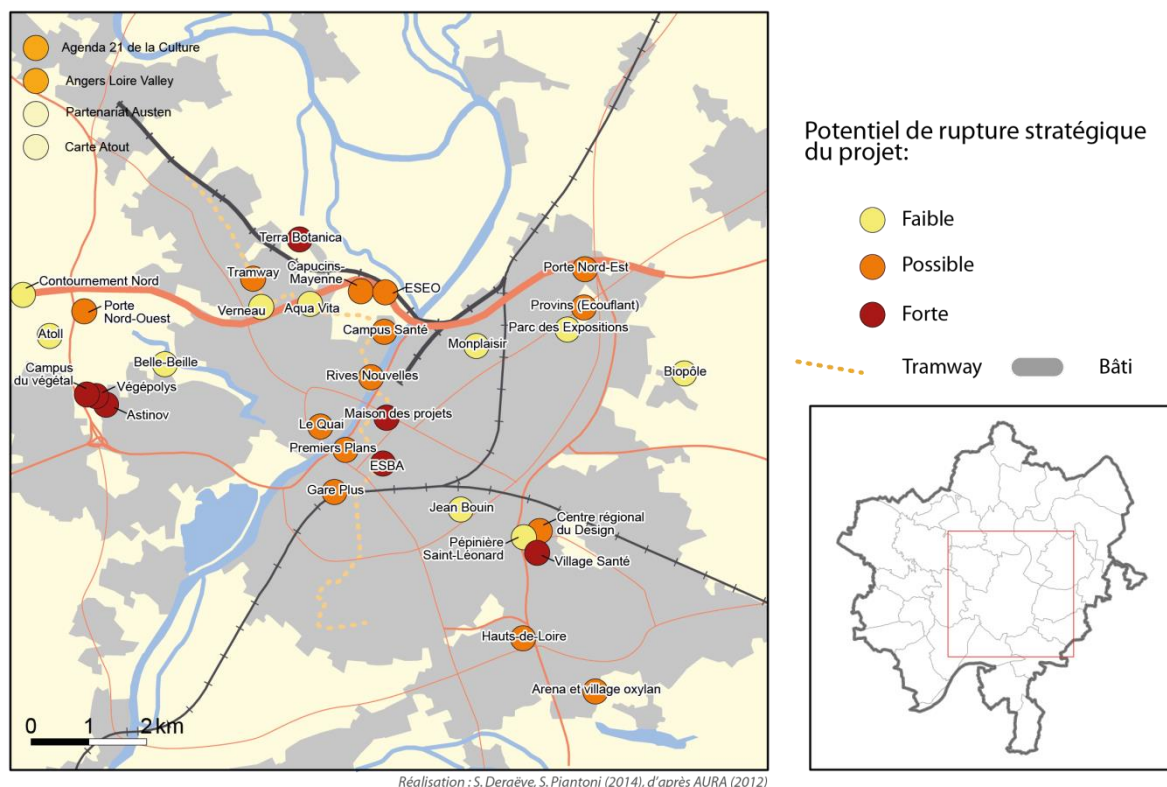 Agenda 21 de la Culture
Angers Loire Valley
Partenariat Austen
Carte Atout
Terra Botanica
Tramway
Capucins-
Mayenne
ESEO
Porte Nord-Est
Contournement Nord
Porte
Nord-Ouest
Verneau
Aqua Vita
Provins (Ecouflant)
Campus Santé
Parc des Expositions
Atoll
Monplaisir
Belle-Beille
Biopôle
Campus
du végétal
Végépolys
Rives Nouvelles
Astinov
Maison des projets
Le Quai
Premiers Plans
ESBA
Gare Plus
Jean Bouin
Centre régional
du Design
Pépinière
Saint-Léonard
Village Santé
Hauts-de-Loire
Arena et village oxylan
0 1 2 km
Réalisation : S. Deraëve, S. Piantoni (2014), d'après AURA (2012)
Potentiel de rupture stratégique
du projet:
Faible
Possible
Forte
Tramway
Bâti